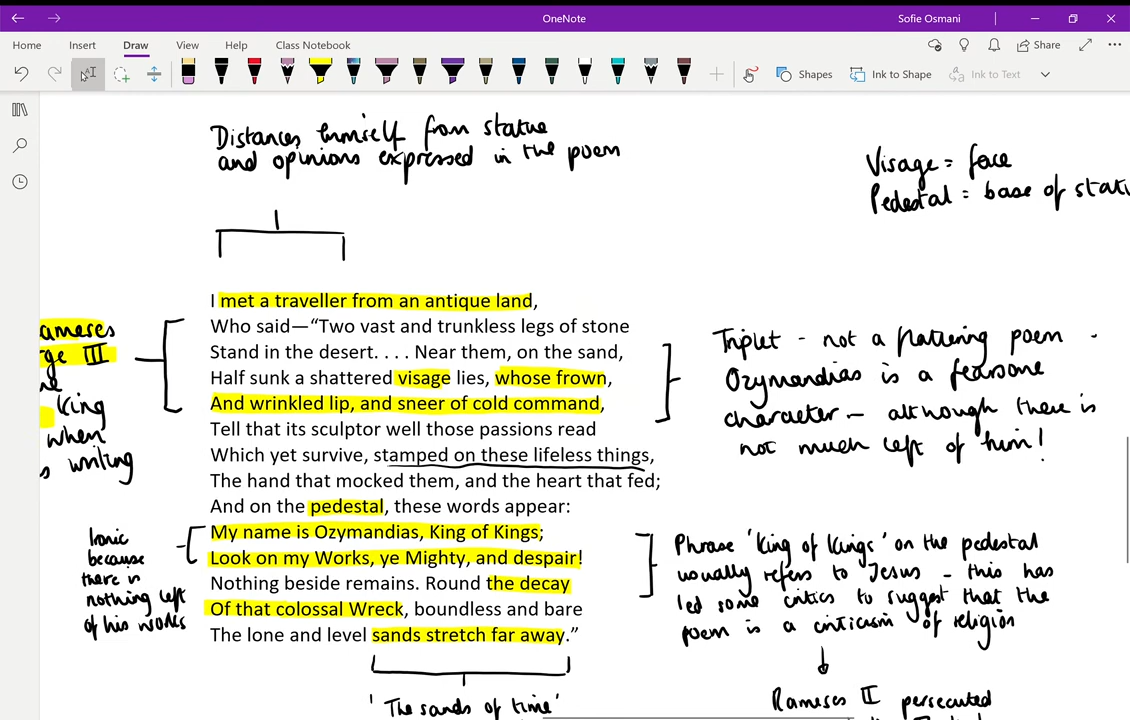 OneNote
Sofie Osmani
Home
Insert
Draw
View
Help
Class Notebook
Share
Shapes
Ink to Shape
Ink to Text
Distances himself from statue
and opinions expressed in the poem
Visage = face
Pedestal = base of
I met a traveller from an antique land,
Who said—“Two vast and trunkless legs of stone
Stand in the desert. . . . Near them, on the sand,
Half sunk a shattered visage lies, whose frown,
And wrinkled lip, and sneer of cold command,
Tell that its sculptor well those passions read
Which yet survive, stamped on these lifeless things,
The hand that mocked them, and the heart that fed;
And on the pedestal, these words appear:
My name is Ozymandias, King of Kings;
Look on my Works, ye Mighty, and despair!
Nothing beside remains. Round the decay
Of that colossal Wreck, boundless and bare
The lone and level sands stretch far away.”
ameres
ge III
King
when
s writing
Ironic
because
there is
nothing left
of his works
Triplet - not a flattering poem -
Ozymandias is a fearsome
character - although there is
not much left of him!
Phrase 'King of Kings' on the pedestal
usually refers to Jesus - this has
led some critics to suggest that the
poem is a criticism of religion
Rameses II persecuted
'The sands of time'